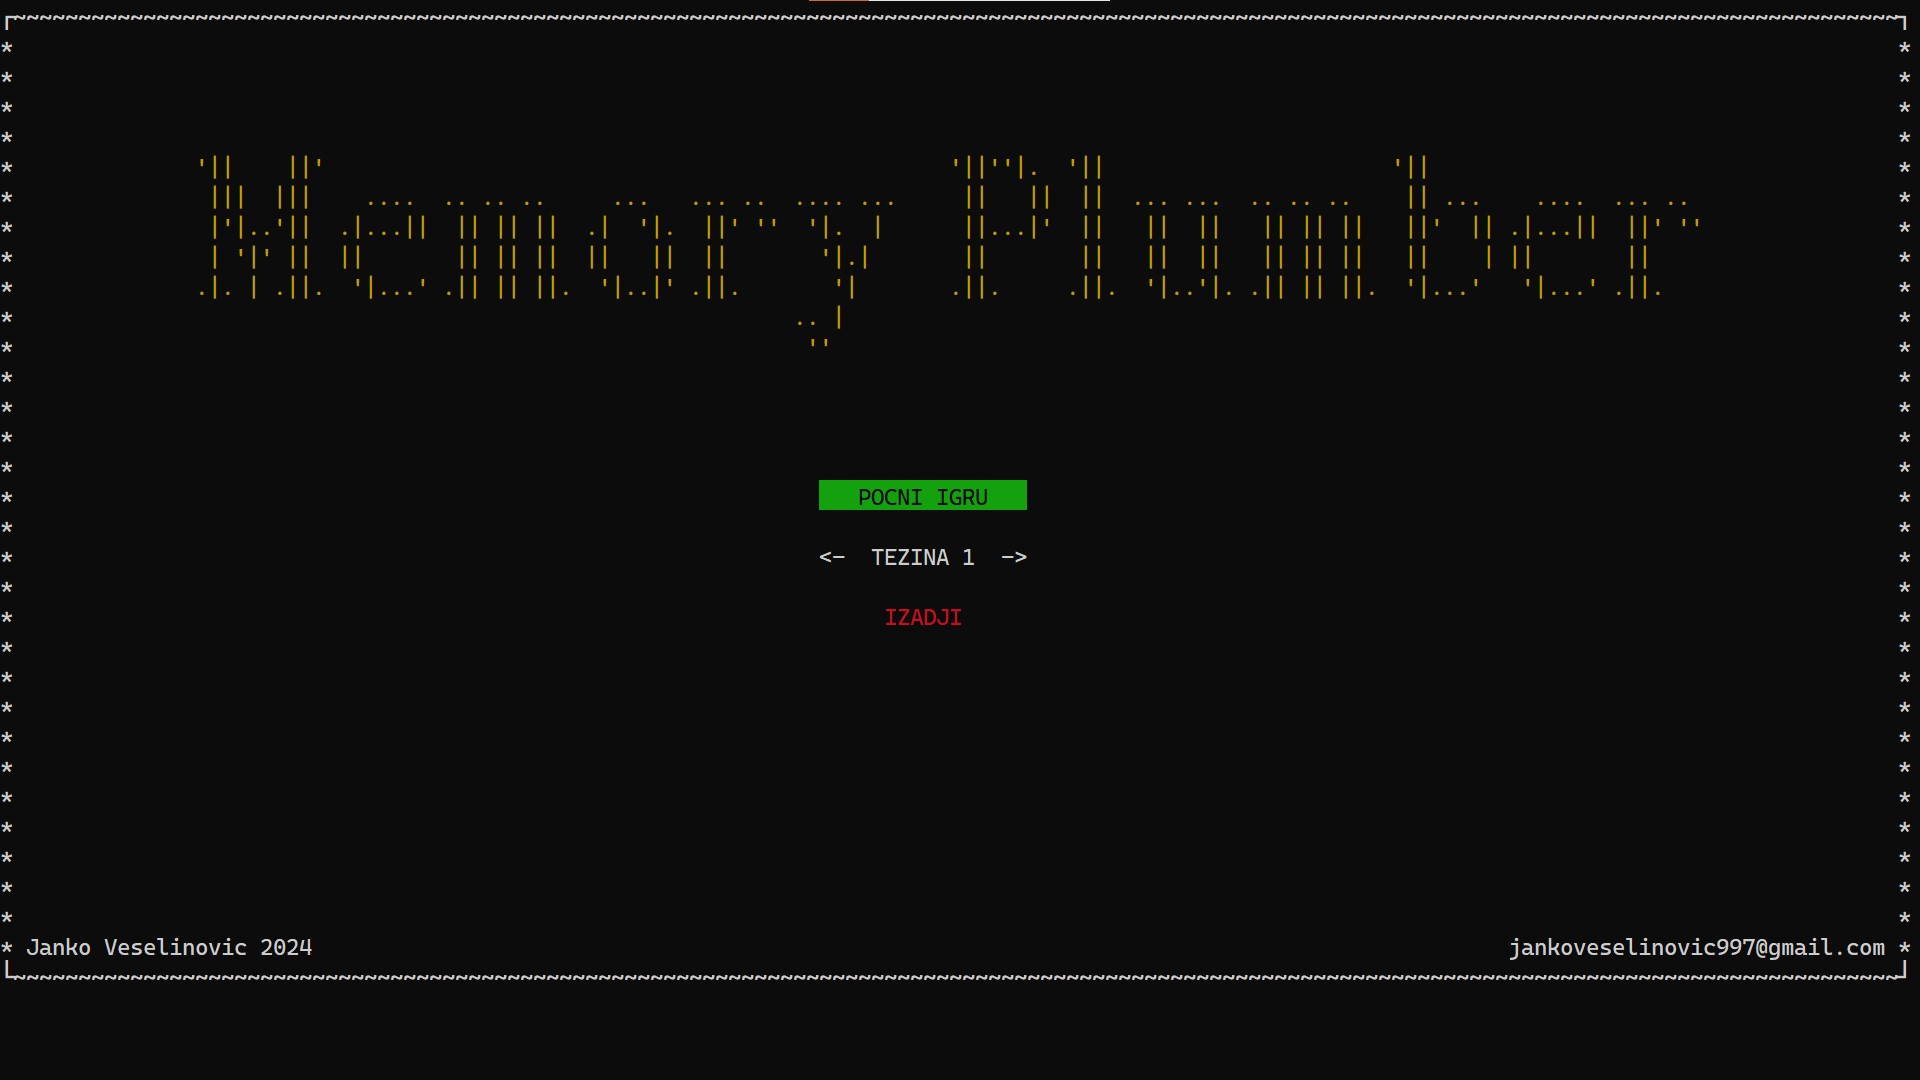 Memory Plumber
POCNI IGRU
<- TEZINA 1 ->
IZADJI
Janko Veselinovic 2024
jankoveselinovic997@gmail.com